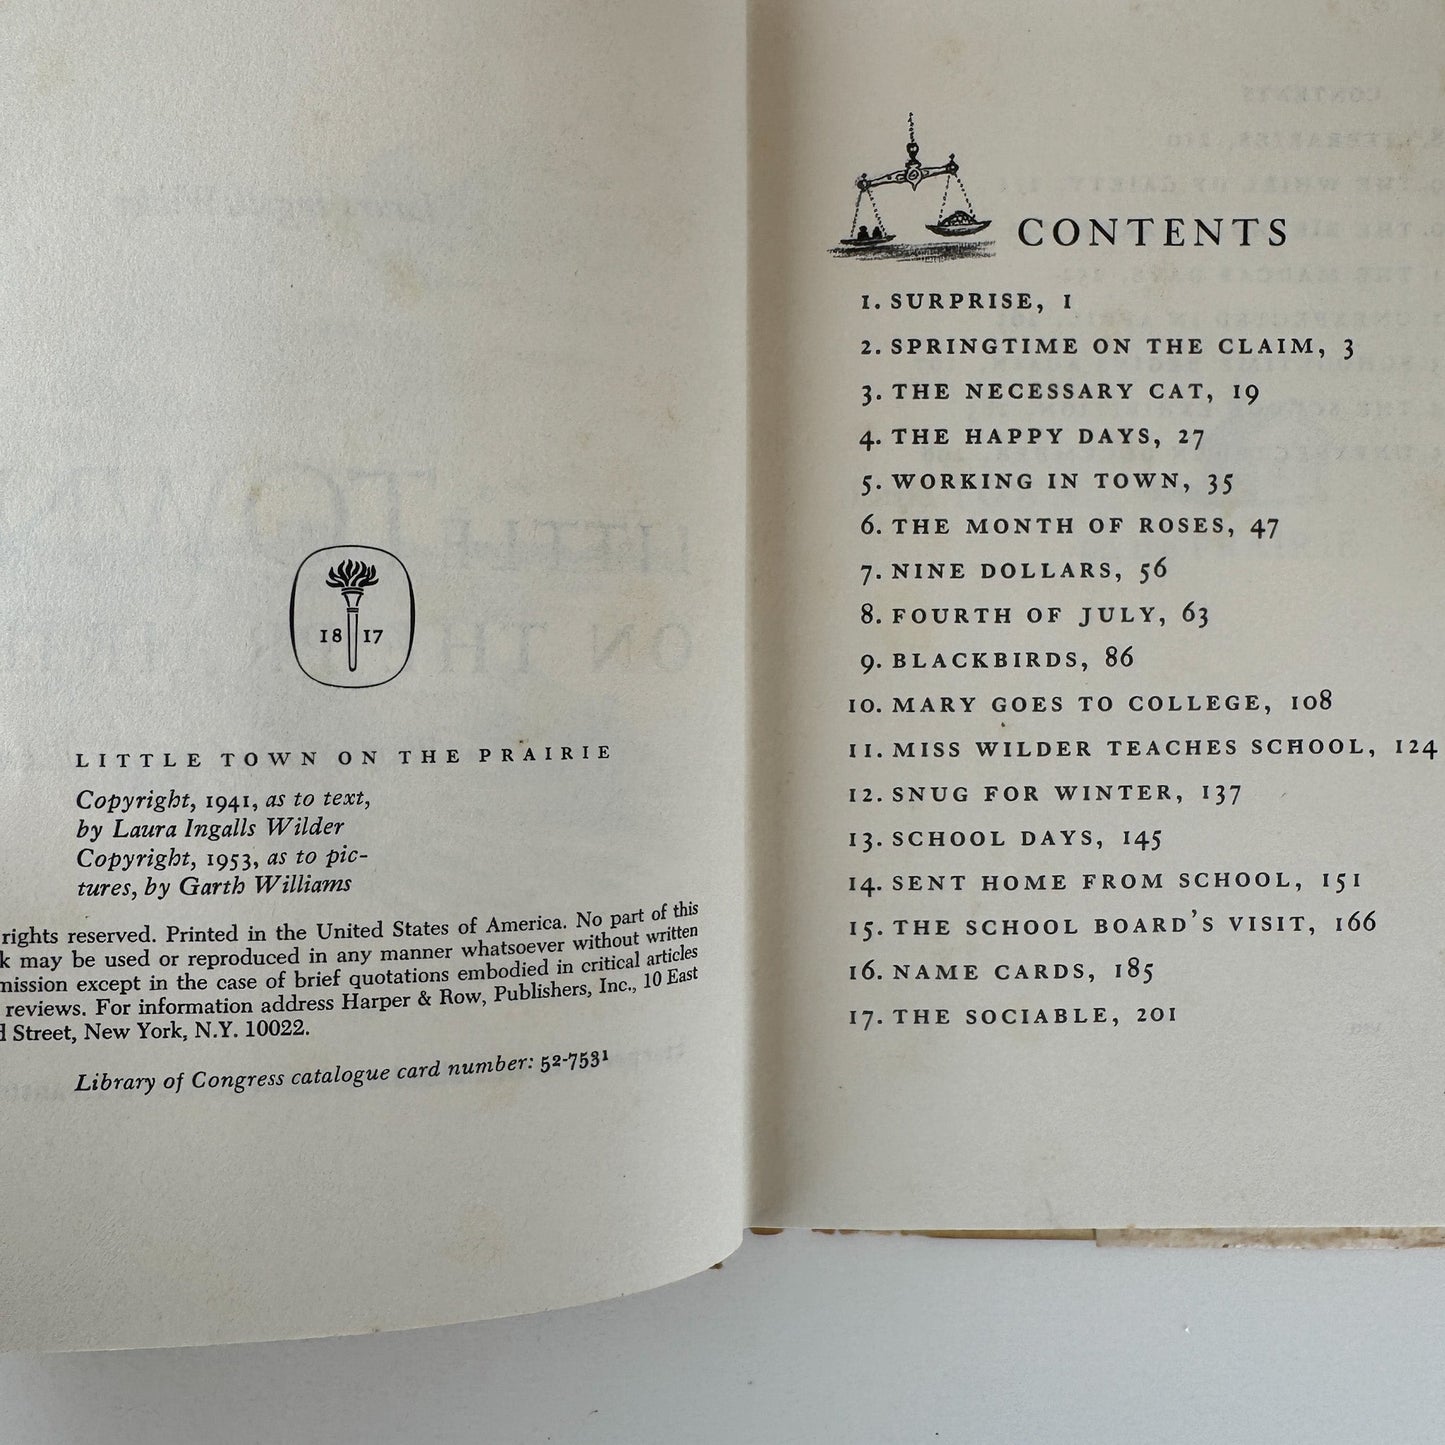 18 17
LITTLE TOWN ON THE PRAIRIE
Copyright, 1941, as to text,
by Laura Ingalls Wilder
Copyright, 1953, as to pic-
tures, by Garth Williams
rights reserved. Printed in the United States of America. No part of this
may be used or reproduced in any manner whatsoever without written
mission except in the case of brief quotations embodied in critical articles
reviews. For information address Harper & Row, Publishers, Inc., 10 East
Street, New York, N.Y. 10022.
Library of Congress catalogue card number: 52-7531
CONTENTS
1. SURPRISE, 1
2. SPRINGTIME ON THE CLAIM, 3
3. THE NECESSARY CAT, 19
4. THE HAPPY DAYS, 27
5. WORKING IN TOWN, 35
6. THE MONTH OF ROSES, 47
7. NINE DOLLARS, 56
8. FOURTH OF JULY, 63
9. BLACKBIRDS, 86
10. MARY GOES TO COLLEGE, 108
11. MISS WILDER TEACHES SCHOOL, 124
12. SNUG FOR WINTER, 137
13. SCHOOL DAYS, 145
14. SENT HOME FROM SCHOOL, 151
15. THE SCHOOL BOARD'S VISIT, 166
16. NAME CARDS, 185
17. THE SOCIABLE, 201